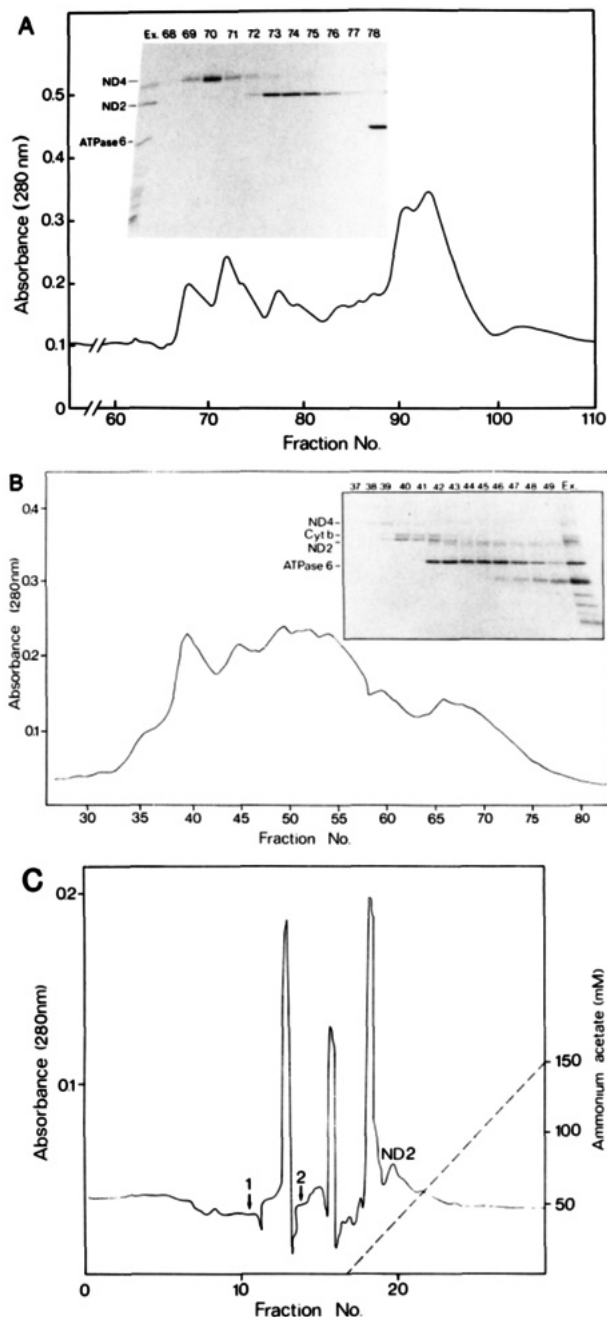 A
Ex. 68 69 70 71 72 73 74 75 76 77 78
ND4
ND2
ATPase 6
0.5
0.4
0.3
0.2
0.1
0
Absorbance (280 nm)
60 70 80 90 100 110
Fraction No.
B
37 38 39 40 41 42 43 44 45 46 47 48 49 Ex.
ND4
Cyt b
ND2
ATPase 6
0.4
0.3
0.2
0.1
Absorbance (280nm)
30 35 40 45 50 55 60 65 70 75 80
Fraction No.
C
0.2
0.1
Absorbance (280nm)
1
2
ND2
150
100
50
Ammonium acetate (mM)
0 10 20
Fraction No.